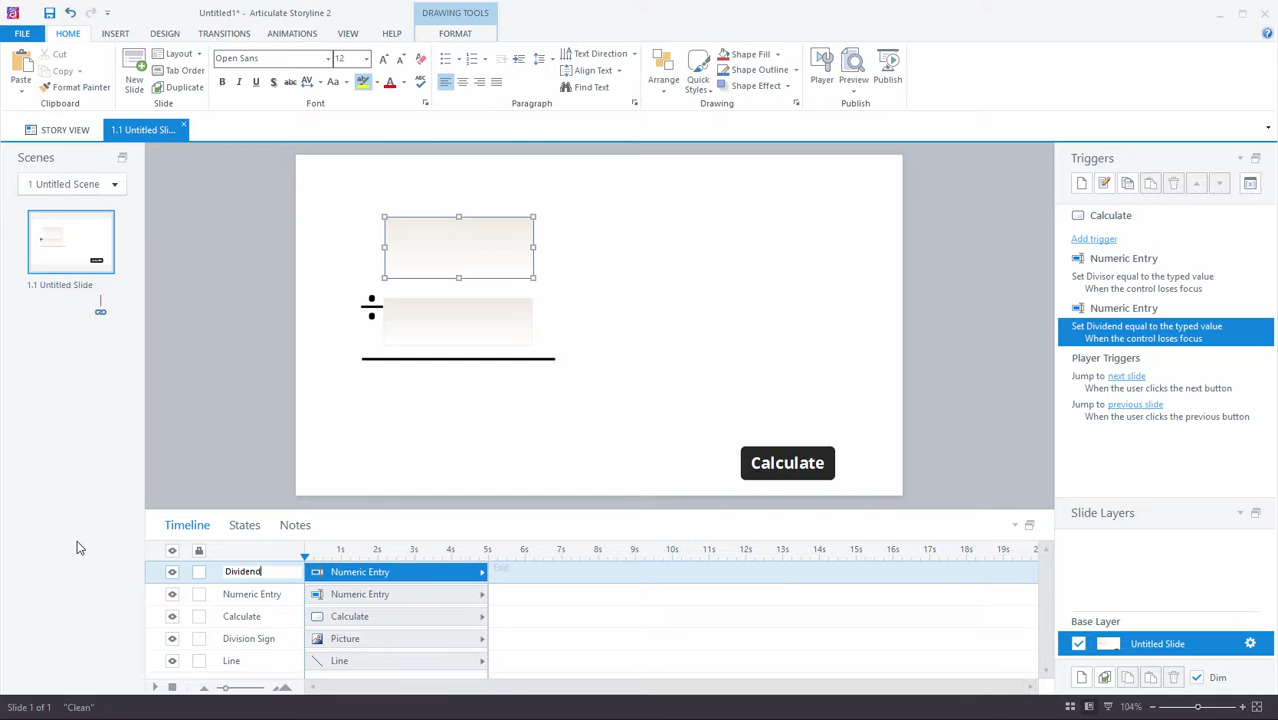 Untitled1* - Articulate Storyline 2
DRAWING TOOLS
FILE
HOME
INSERT
DESIGN
TRANSITIONS
ANIMATIONS
VIEW
HELP
FORMAT
Paste
Cut
Copy
Format Painter
Clipboard
New Slide
Layout
Tab Order
Duplicate
Slide
Open Sans
12
B I U S abc AV Aa A
Font
Text Direction
Align Text
Find Text
Paragraph
Arrange
Quick Styles
Shape Fill
Shape Outline
Shape Effect
Drawing
Player
Preview
Publish
Publish
STORY VIEW
1.1 Untitled Sli...
Scenes
1 Untitled Scene
1.1 Untitled Slide
÷
Calculate
Triggers
Calculate
Add trigger
Numeric Entry
Set Divisor equal to the typed value
When the control loses focus
Numeric Entry
Set Dividend equal to the typed value
When the control loses focus
Player Triggers
Jump to next slide
When the user clicks the next button
Jump to previous slide
When the user clicks the previous button
Slide Layers
Base Layer
Untitled Slide
Dim
Timeline
States
Notes
1s 2s 3s 4s 5s 6s 7s 8s 9s 10s 11s 12s 13s 14s 15s 16s 17s 18s 19s 2
Dividend
Numeric Entry
End
Numeric Entry
Numeric Entry
Calculate
Calculate
Division Sign
Picture
Line
Line
Slide 1 of 1
"Clean"
104%